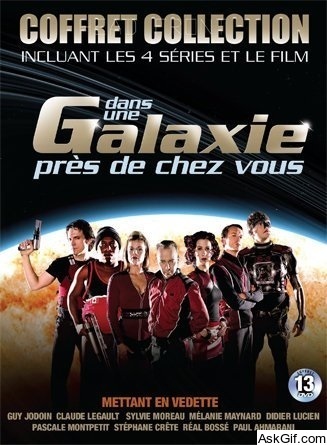 COFFRET COLLECTION
INCLUANT LES 4 SÉRIES ET LE FILM
dans
une
Galaxie
près de chez vous
13
DVD
METTANT EN VEDETTE
GUY JODOIN CLAUDE LEGAULT SYLVIE MOREAU MÉLANIE MAYNARD DIDIER LUCIEN
PASCALE MONTPETIT STÉPHANE CRÊTE RÉAL BOSSÉ PAUL AHMARANI
AskGif.com